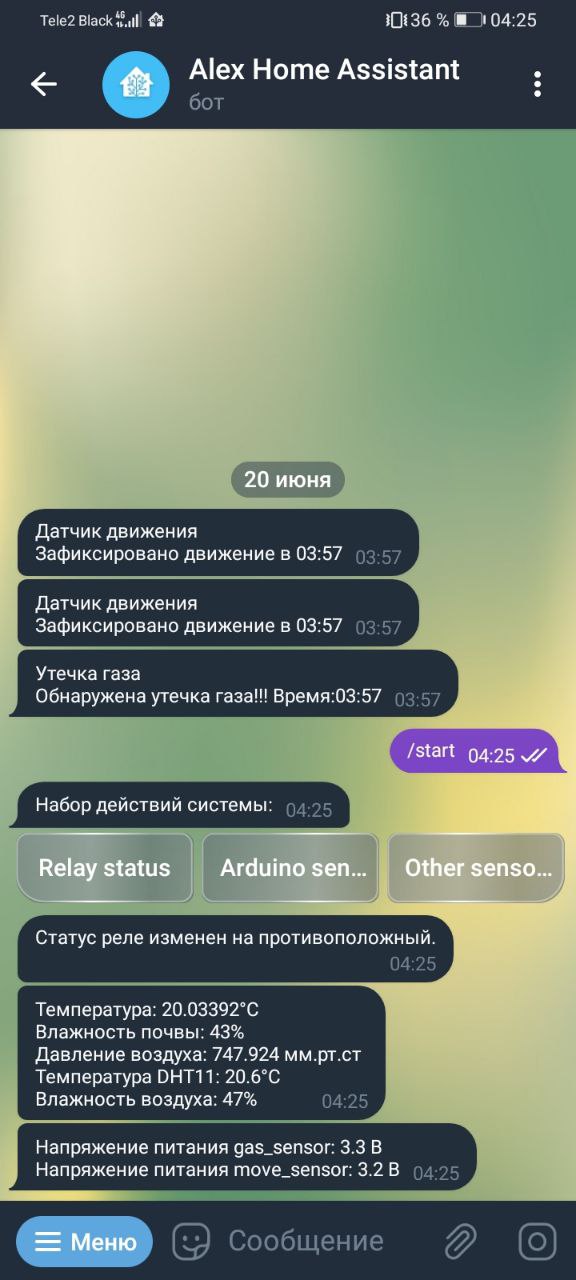 Tele2 Black 4G 36 % 04:25
Alex Home Assistant
бот
20 июня
Датчик движения
Зафиксировано движение в 03:57 03:57
Датчик движения
Зафиксировано движение в 03:57 03:57
Утечка газа
Обнаружена утечка газа!!! Время:03:57 03:57
/start 04:25
Набор действий системы: 04:25
Relay status Arduino sen... Other senso...
Статус реле изменен на противоположный.
04:25
Температура: 20.03392°C
Влажность почвы: 43%
Давление воздуха: 747.924 мм.рт.ст
Температура DHT11: 20.6°C
Влажность воздуха: 47% 04:25
Напряжение питания gas_sensor: 3.3 В
Напряжение питания move_sensor: 3.2 В 04:25
Меню Сообщение